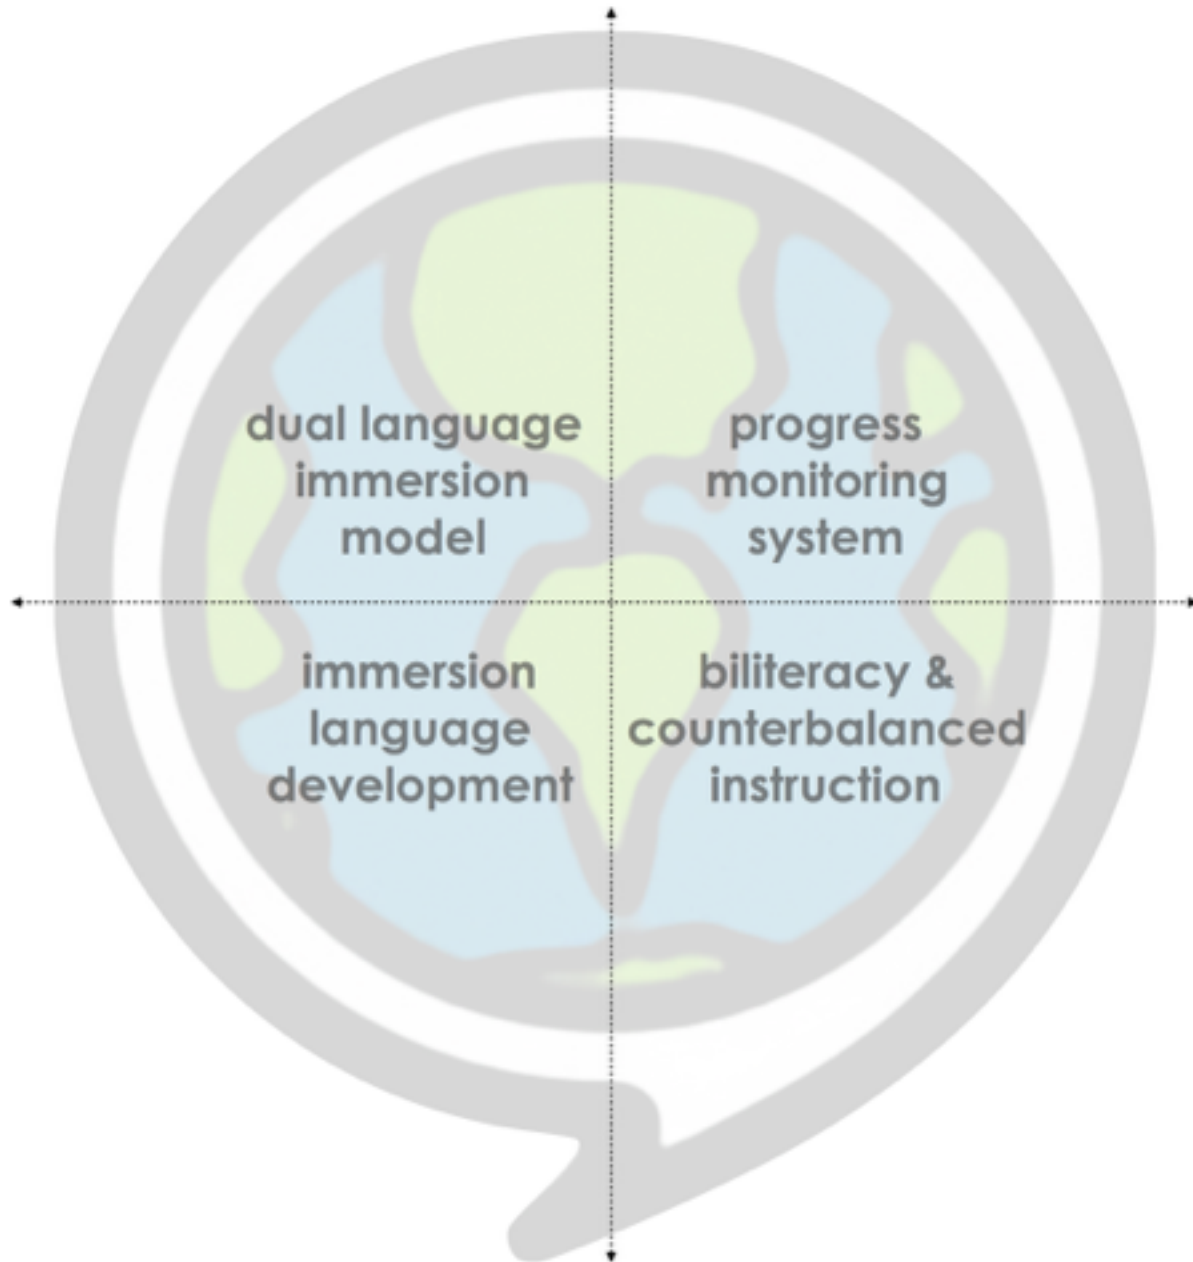 dual language
immersion
model
progress
monitoring
system
immersion
language
development
biliteracy &
counterbalanced
instruction